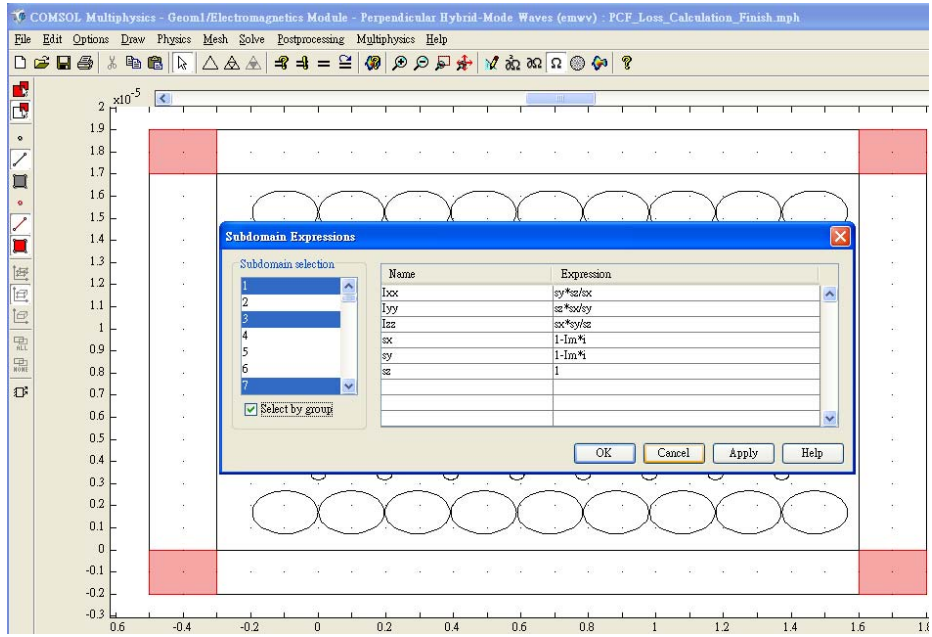 COMSOL Multiphysics - Geom1/Electromagnetics Module - Perpendicular Hybrid-Mode Waves (emwv) : PCF_Loss_Calculation_Finish.mph
File Edit Options Draw Physics Mesh Solve Postprocessing Multiphysics Help
x10-5
2
1.9
1.8
1.7
1.6
1.5
1.4
1.3
1.2
1.1
1
0.9
0.8
0.7
0.6
0.5
0.4
0.3
0.2
0.1
0
-0.1
-0.2
-0.3
Subdomain Expressions
Subdomain selection
1
2
3
4
5
6
7
Select by group
Name Expression
Ixx sy*sz/sx
Iyy sz*sx/sy
Izz sx*sy/sz
sx 1-Im*i
sy 1-Im*i
sz 1
OK Cancel Apply Help
0.6 -0.4 -0.2 0 0.2 0.4 0.6 0.8 1 1.2 1.4 1.6 1.8